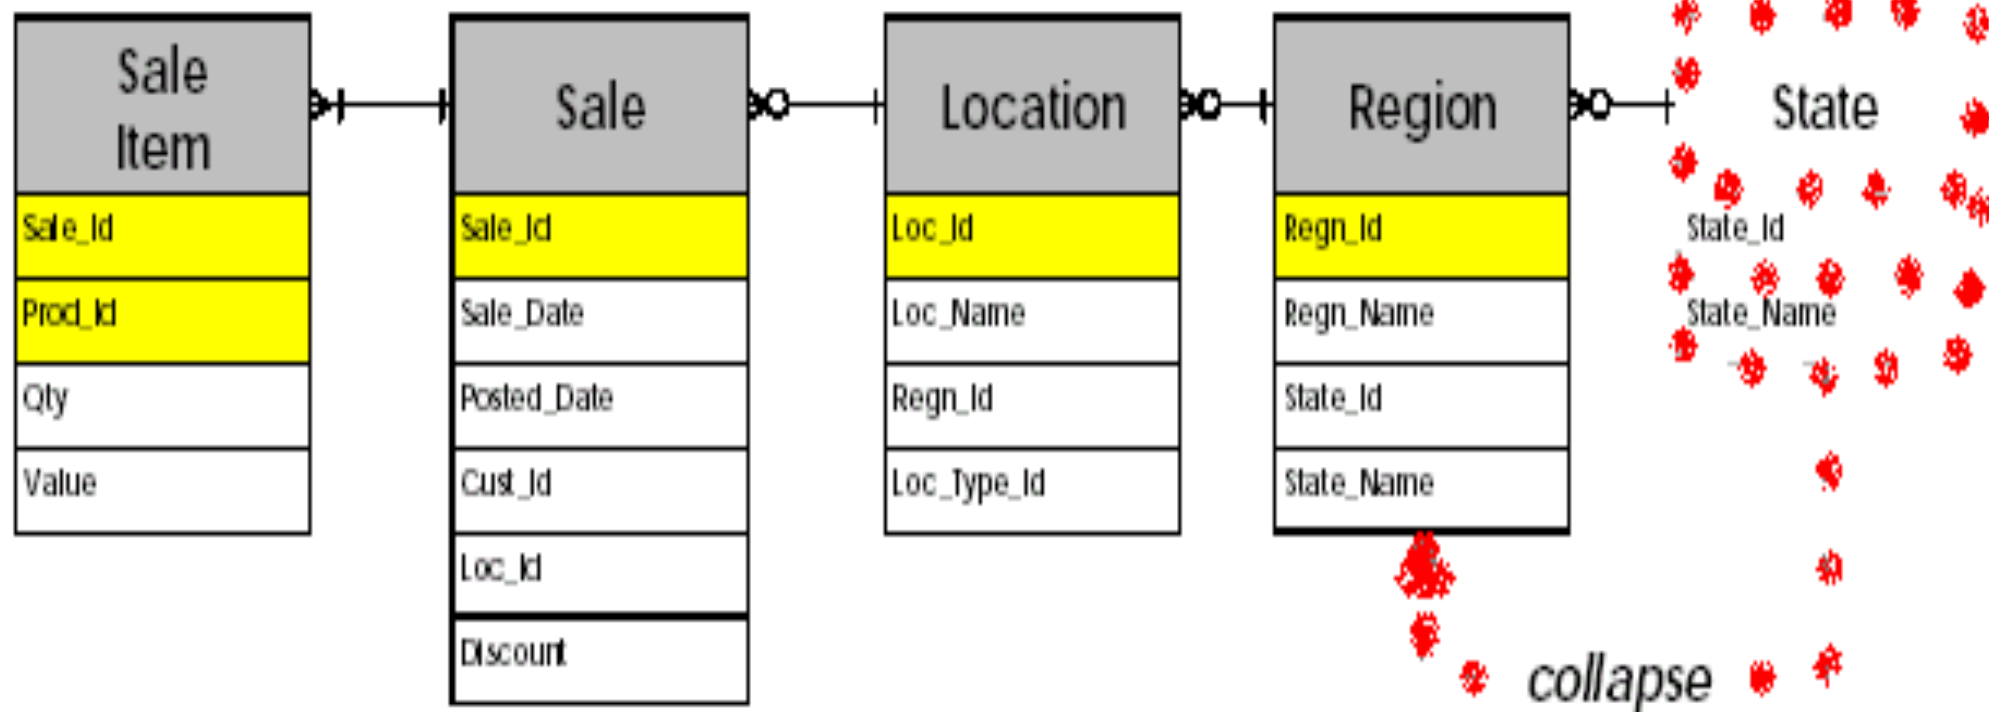 Sale
Item
Sale_Id
Prod_Id
Qty
Value
Sale
Sale_Id
Sale_Date
Posted_Date
Cust_Id
Loc_Id
Discount
Location
Loc_Id
Loc_Name
Regn_Id
Loc_Type_Id
Region
Regn_Id
Regn_Name
State_Id
State_Name
State
State_Id
State_Name
collapse